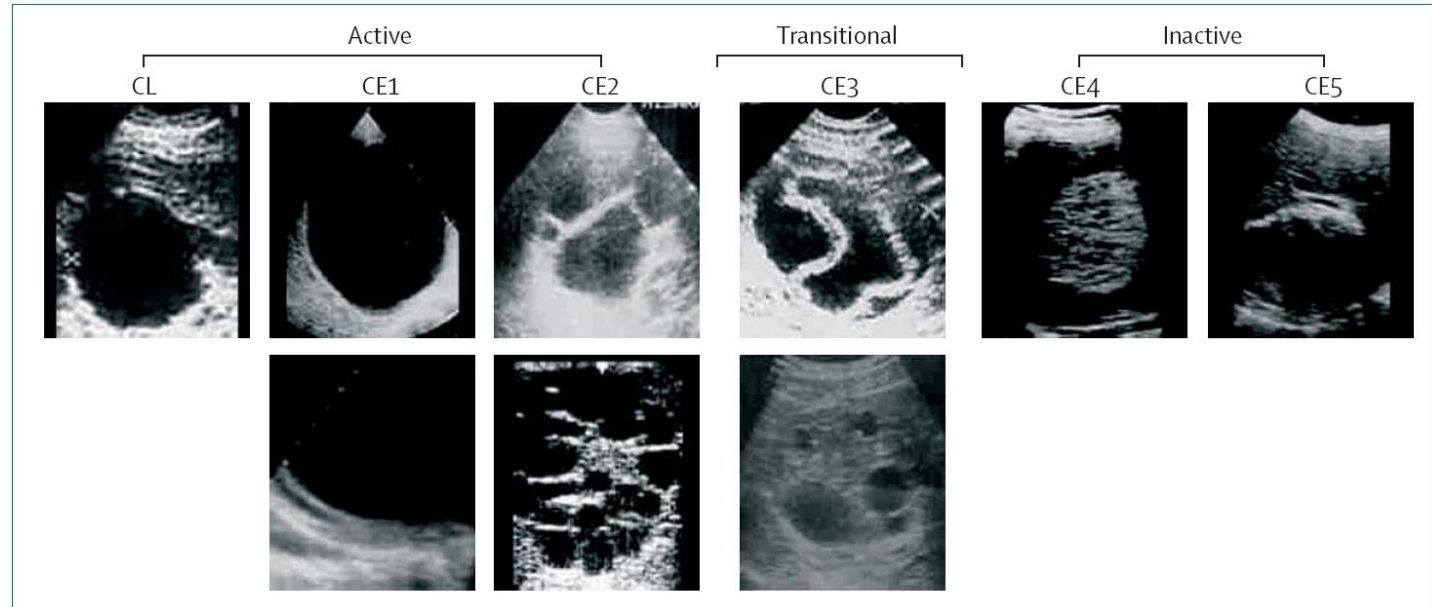 Active
Transitional
Inactive
CL
CE1
CE2
CE3
CE4
CE5